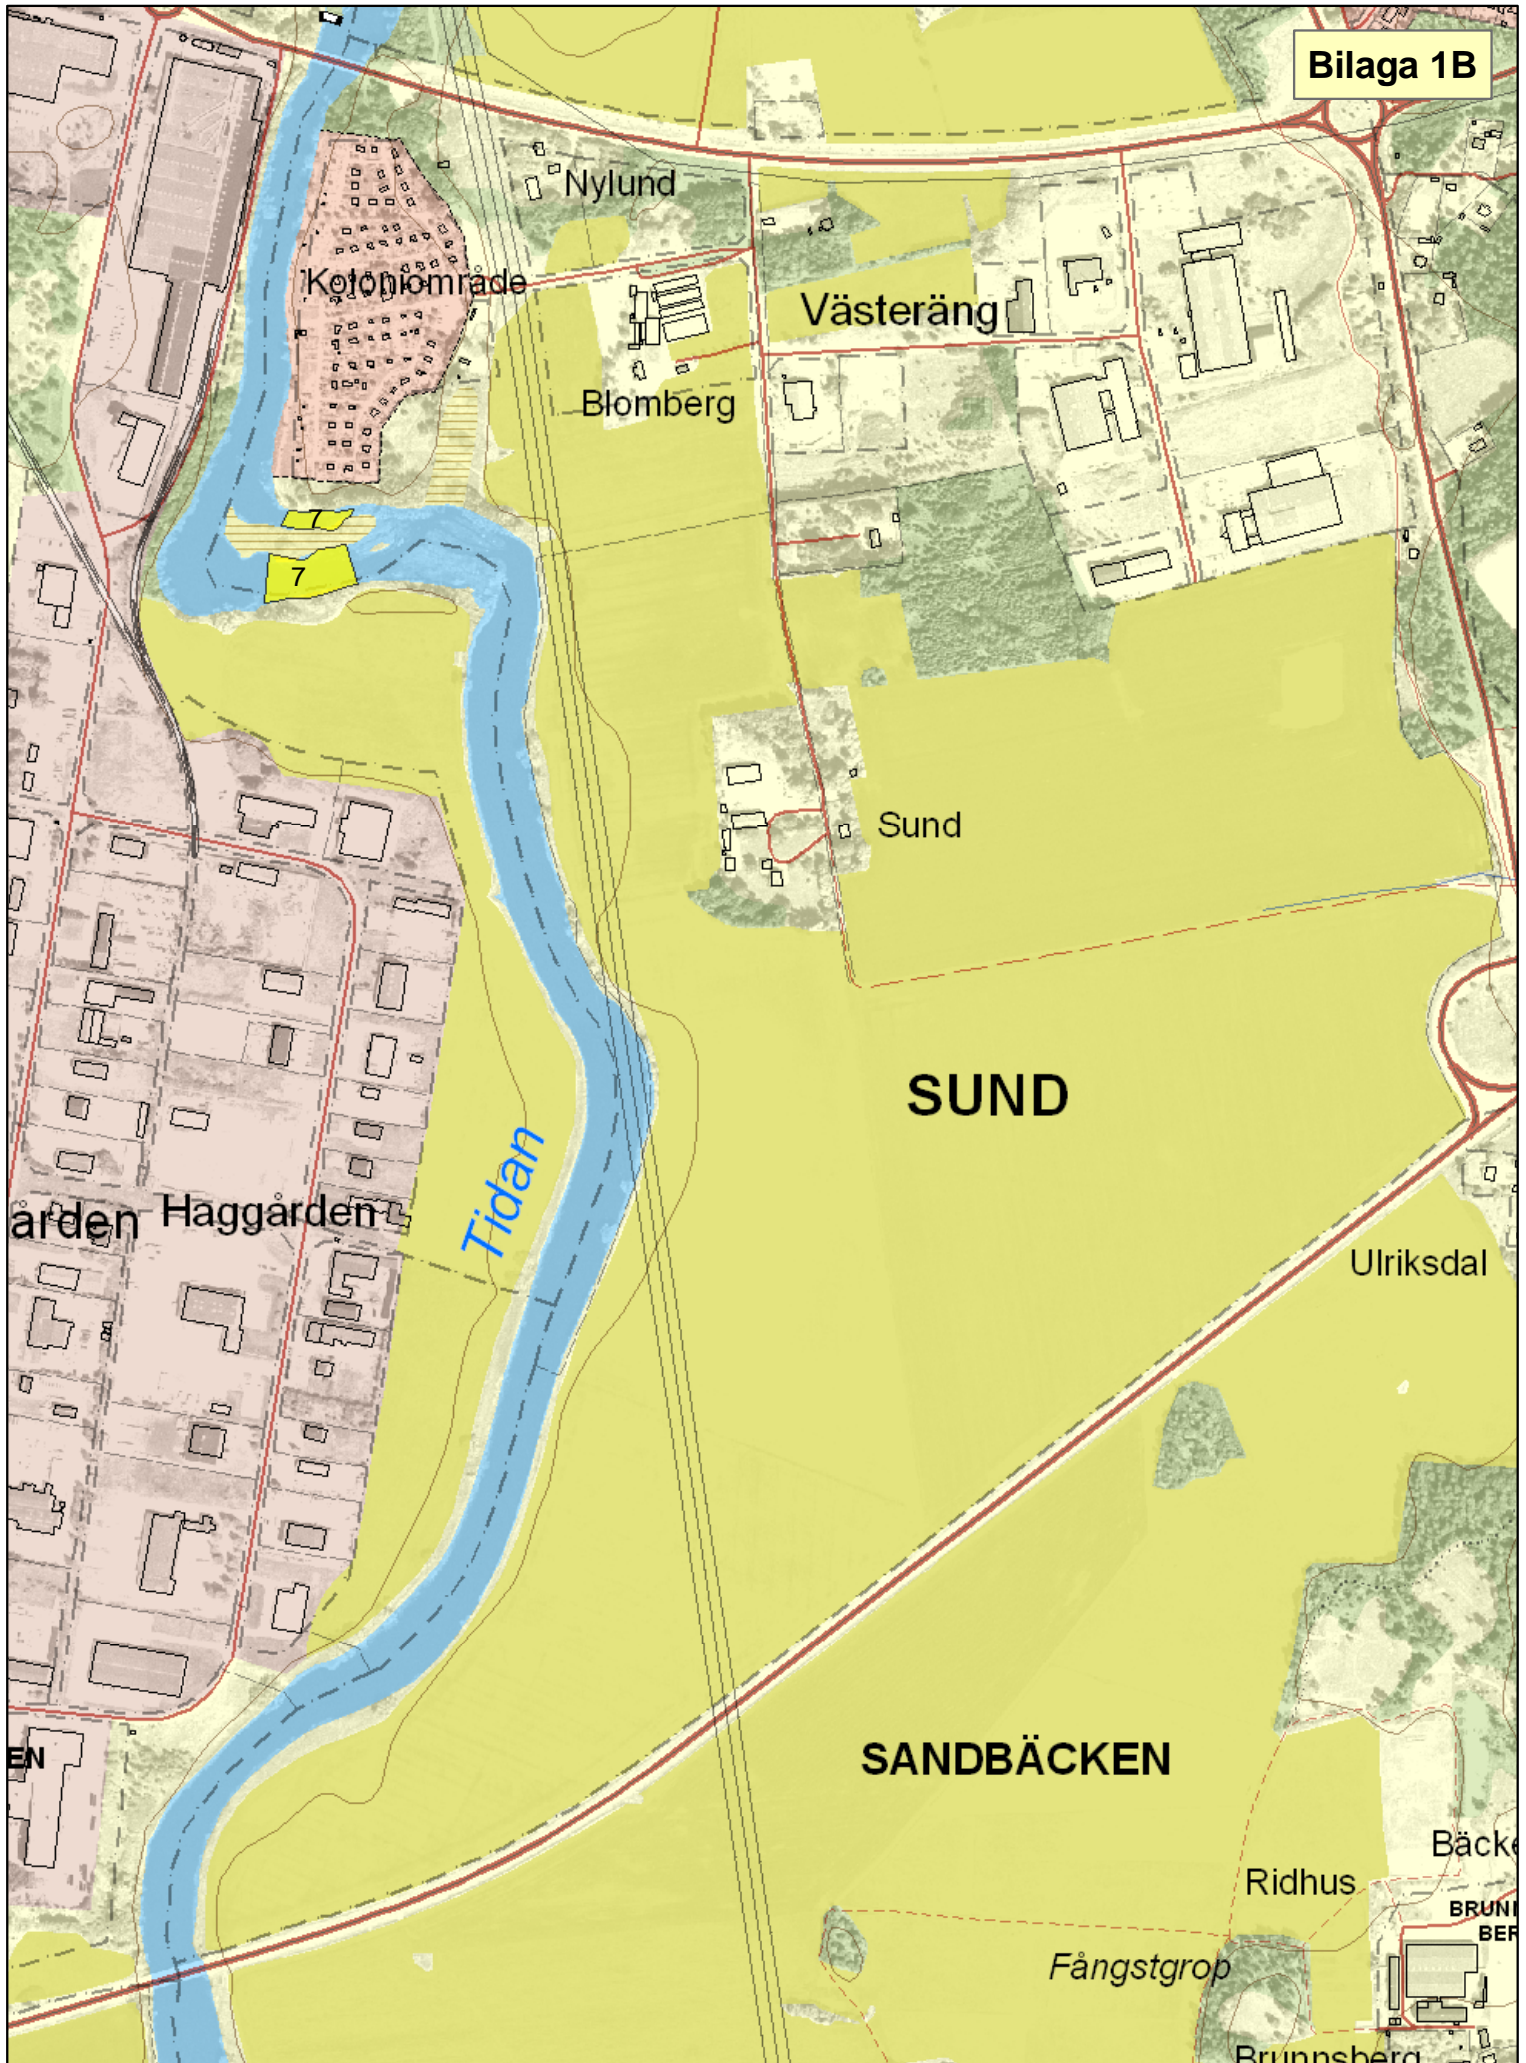 Bilaga 1B
Nylund
Koloniområde
Västeräng
Blomberg
7
7
Sund
SUND
Tidan
ården
Haggården
Ulriksdal
EN
SANDBÄCKEN
Bäcke
Ridhus
BRUNN
BER
Fångstgrop
Brunnsberg